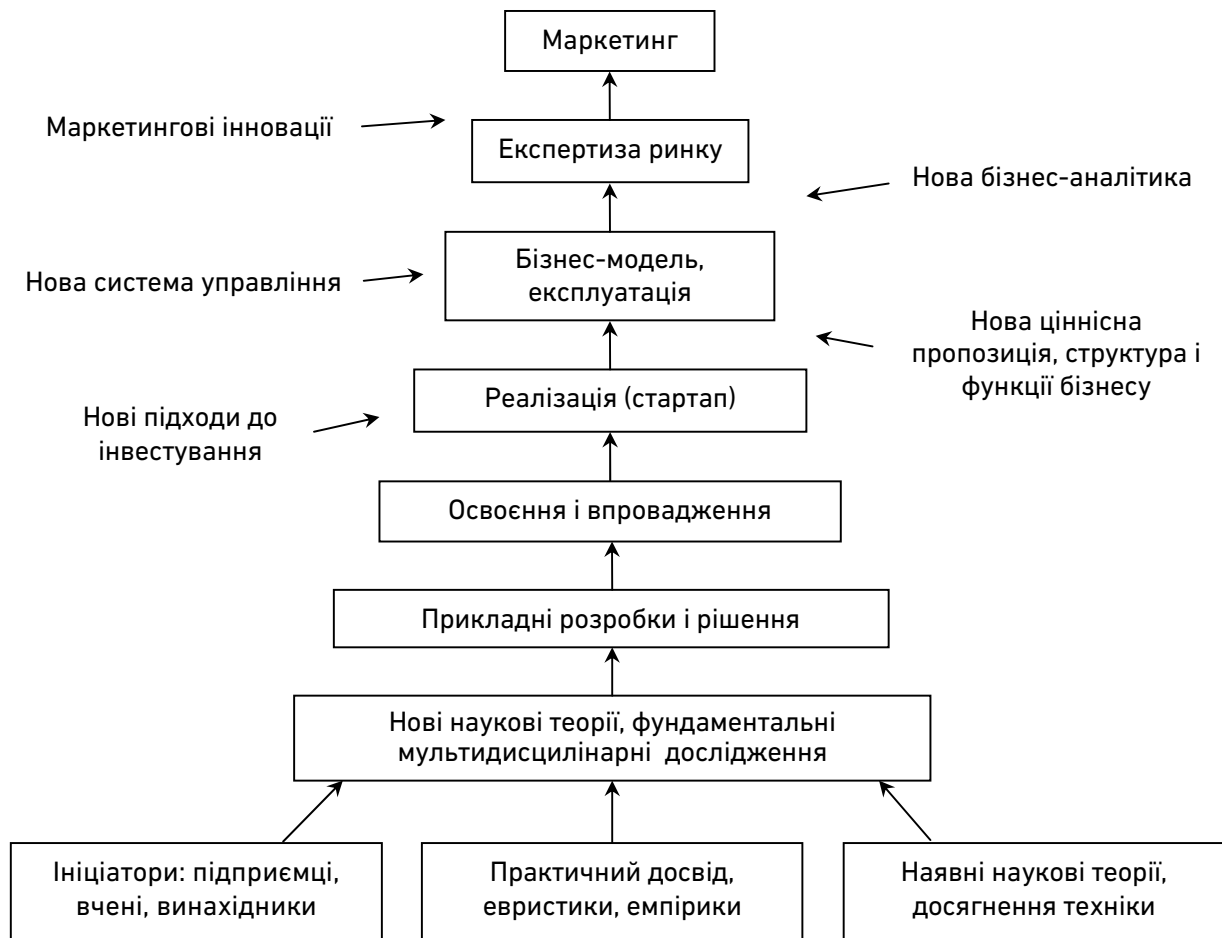 Маркетинг
Маркетингові інновації
Експертиза ринку
Нова бізнес-аналітика
Бізнес-модель,
експлуатація
Нова система управління
Нова ціннісна
пропозиція, структура і
функції бізнесу
Реалізація (стартап)
Нові підходи до
інвестування
Освоєння і впровадження
Прикладні розробки і рішення
Нові наукові теорії, фундаментальні
мультидисцилінарні дослідження
Ініціатори: підприємці,
вчені, винахідники
Практичний досвід,
евристики, емпірики
Наявні наукові теорії,
досягнення техніки